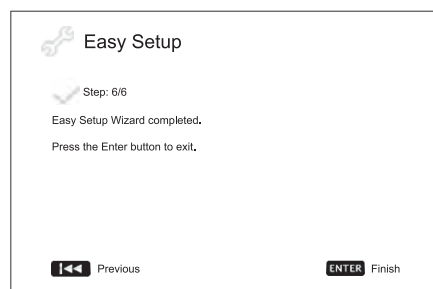 Easy Setup
Step: 6/6
Easy Setup Wizard completed.
Press the Enter button to exit.
Previous
ENTER Finish